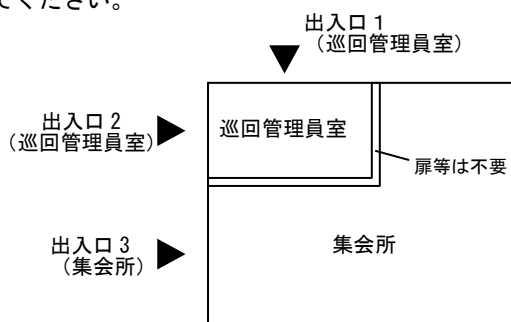 てください。
出入口１
（巡回管理員室）
出入口２
（巡回管理員室）
巡回管理員室
扉等は不要
出入口３
（集会所）
集会所